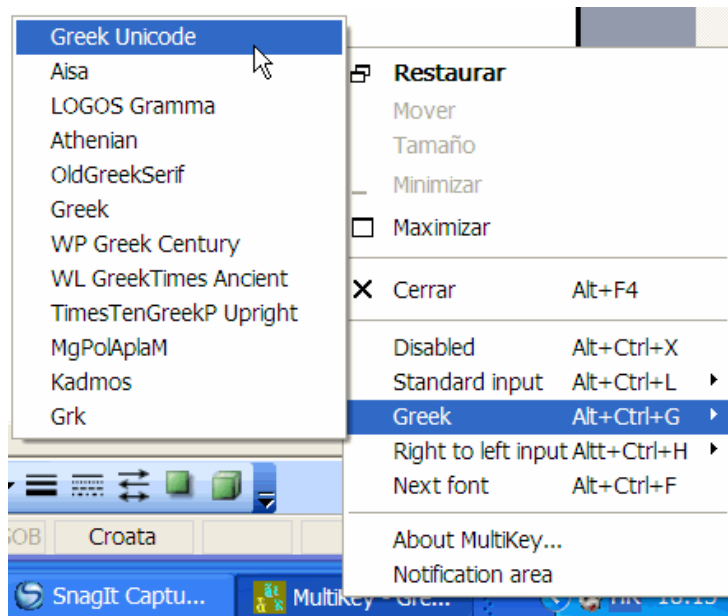 Greek Unicode
Aisa
LOGOS Gramma
Athenian
OldGreekSerif
Greek
WP Greek Century
WL GreekTimes Ancient
TimesTenGreekP Upright
MgPolAplaM
Kadmos
Grk
Restaurar
Mover
Tamaño
Minimizar
Maximizar
Cerrar Alt+F4
Disabled Alt+Ctrl+X
Standard input Alt+Ctrl+L
Greek Alt+Ctrl+G
Right to left input Altt+Ctrl+H
Next font Alt+Ctrl+F
About MultiKey...
Notification area
Croata
SnagIt Captu...
MultiKey - Gre...